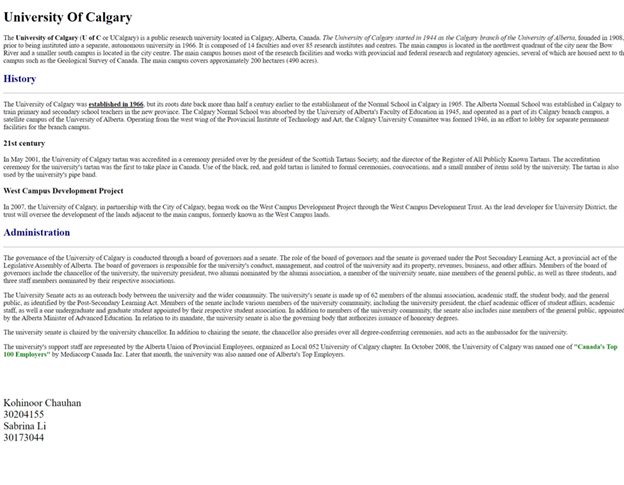 University Of Calgary
The University of Calgary (U of C or UCalgary) is a public research university located in Calgary, Alberta, Canada. The University of Calgary started in 1944 as the Calgary branch of the University of Alberta, founded in 1908,
prior to being instituted into a separate, autonomous university in 1966. It is composed of 14 faculties and over 85 research institutes and centres. The main campus is located in the northwest quadrant of the city near the Bow
River and a smaller south campus is located in the city centre. The main campus houses most of the research facilities and works with provincial and federal research and regulatory agencies, several of which are housed next to th
campus such as the Geological Survey of Canada. The main campus covers approximately 200 hectares (490 acres).
History
The University of Calgary was established in 1966, but its roots date back more than half a century earlier to the establishment of the Normal School in Calgary in 1905. The Alberta Normal School was established in Calgary to
train primary and secondary school teachers in the new province. The Calgary Normal School was absorbed by the University of Alberta's Faculty of Education in 1945, and operated as a part of its Calgary branch campus, a
satellite campus of the University of Alberta. Operating from the west wing of the Provincial Institute of Technology and Art, the Calgary University Committee was formed 1946, in an effort to lobby for separate permanent
facilities for the branch campus.
21st century
In May 2001, the University of Calgary tartan was accredited in a ceremony presided over by the president of the Scottish Tartans Society, and the director of the Register of All Publicly Known Tartans. The accreditation
ceremony for the university's tartan was the first to take place in Canada. Use of the black, red, and gold tartan is limited to formal ceremonies, convocations, and a small number of items sold by the university. The tartan is also
used by the university's pipe band.
West Campus Development Project
In 2007, the University of Calgary, in partnership with the City of Calgary, began work on the West Campus Development Project through the West Campus Development Trust. As the lead developer for University District, the
trust will oversee the development of the lands adjacent to the main campus, formerly known as the West Campus lands.
Administration
The governance of the University of Calgary is conducted through a board of governors and a senate. The role of the board of governors and the senate is governed under the Post Secondary Learning Act, a provincial act of the
Legislative Assembly of Alberta. The board of governors is responsible for the university's conduct, management, and control of the university and its property, revenues, business, and other affairs. Members of the board of
governors include the chancellor of the university, the university president, two alumni nominated by the alumni association, a member of the university senate, nine members of the general public, as well as three students, and
three staff members nominated by their respective associations.
The University Senate acts as an outreach body between the university and the wider community. The university's senate is made up of 62 members of the alumni association, academic staff, the student body, and the general
public, as identified by the Post-Secondary Learning Act. Members of the senate include various members of the university community, including the university president, the chief academic officer of student affairs, academic
staff, as well a one undergraduate and graduate student appointed by their respective student association. In addition to members of the university community, the senate also includes nine members of the general public, appointed
by the Alberta Minister of Advanced Education. In relation to its mandate, the university senate is also the governing body that authorizes issuance of honorary degrees.
The university senate is chaired by the university chancellor. In addition to chairing the senate, the chancellor also presides over all degree-conferring ceremonies, and acts as the ambassador for the university.
The university's support staff are represented by the Alberta Union of Provincial Employees, organized as Local 052 University of Calgary chapter. In October 2008, the University of Calgary was named one of "Canada's Top
100 Employers" by Mediacorp Canada Inc. Later that mouth, the university was also named one of Alberta's Top Employers.
Kohinoor Chauhan
30204155
Sabrina Li
30173044